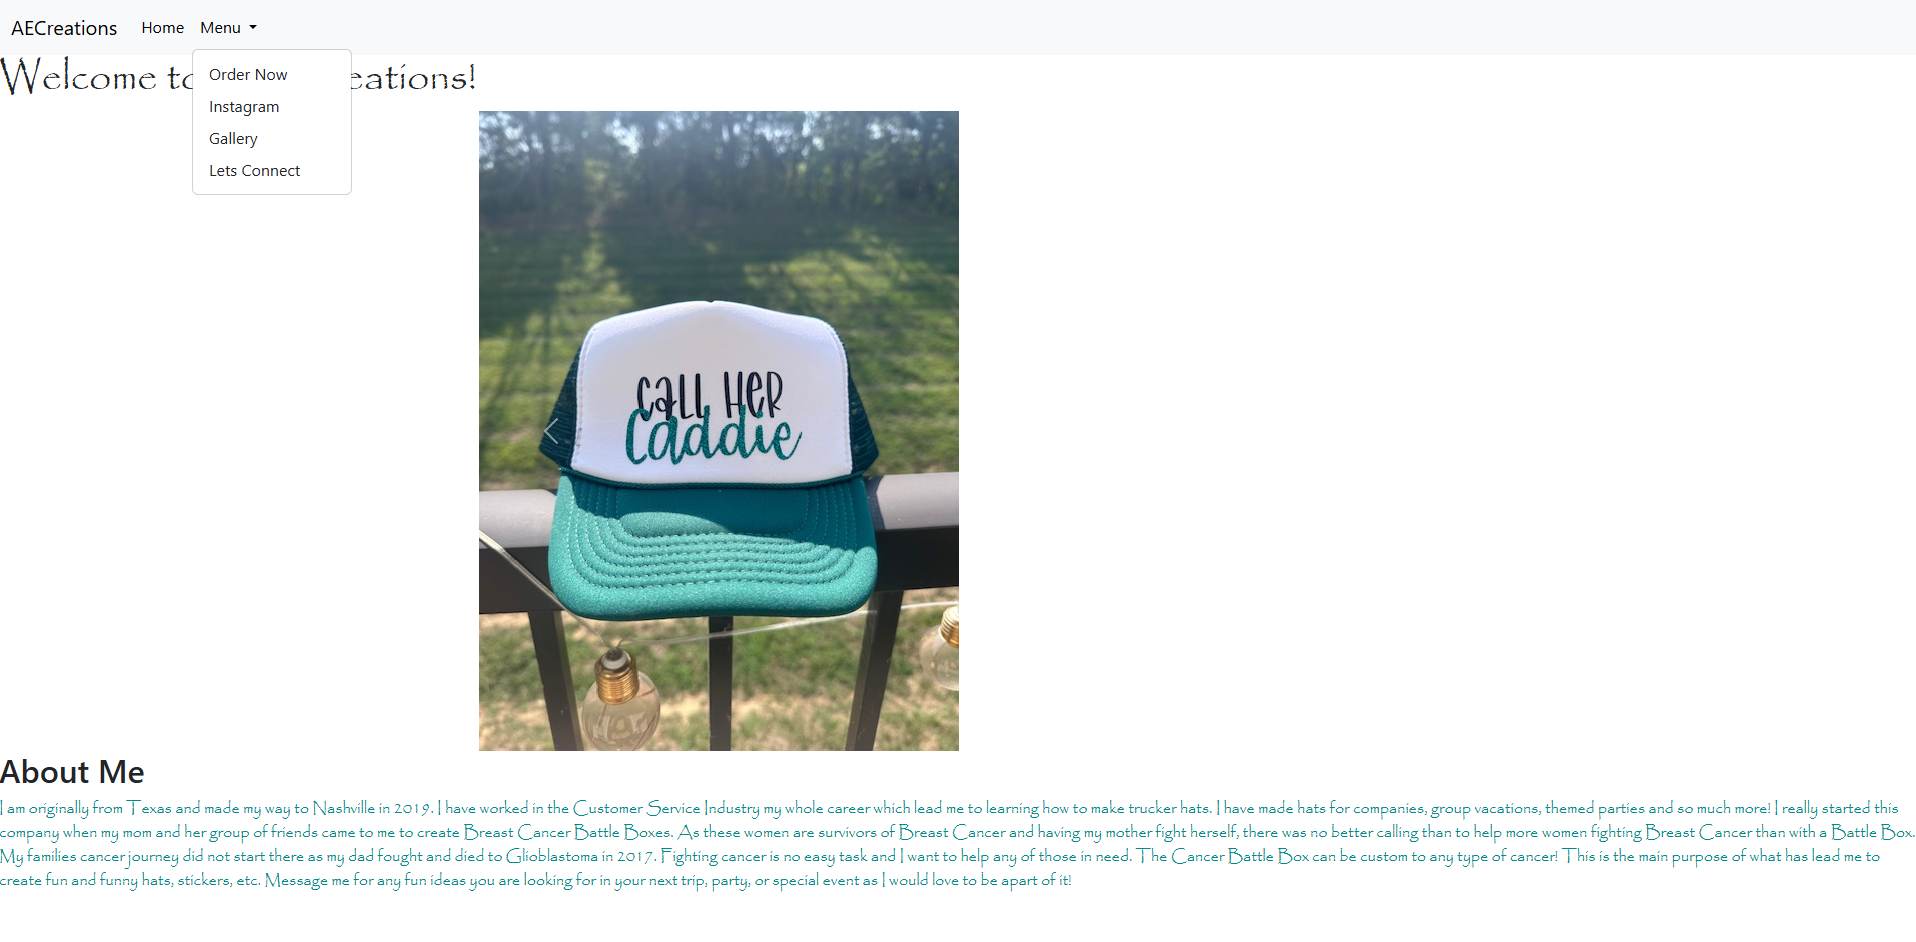 AECreations Home Menu
Welcome to eations!
Order Now
Instagram
Gallery
Lets Connect
CALL HER
Caddie
About Me
I am originally from Texas and made my way to Nashville in 2019. I have worked in the Customer Service Industry my whole career which lead me to learning how to make trucker hats. I have made hats for companies, group vacations, themed parties and so much more! I really started this
company when my mom and her group of friends came to me to create Breast Cancer Battle Boxes. As these women are survivors of Breast Cancer and having my mother fight herself, there was no better calling than to help more women fighting Breast Cancer than with a Battle Box.
My families cancer journey did not start there as my dad fought and died to Glioblastoma in 2017. Fighting cancer is no easy task and I want to help any of those in need. The Cancer Battle Box can be custom to any type of cancer! This is the main purpose of what has lead me to
create fun and funny hats, stickers, etc. Message me for any fun ideas you are looking for in your next trip, party, or special event as I would love to be apart of it!